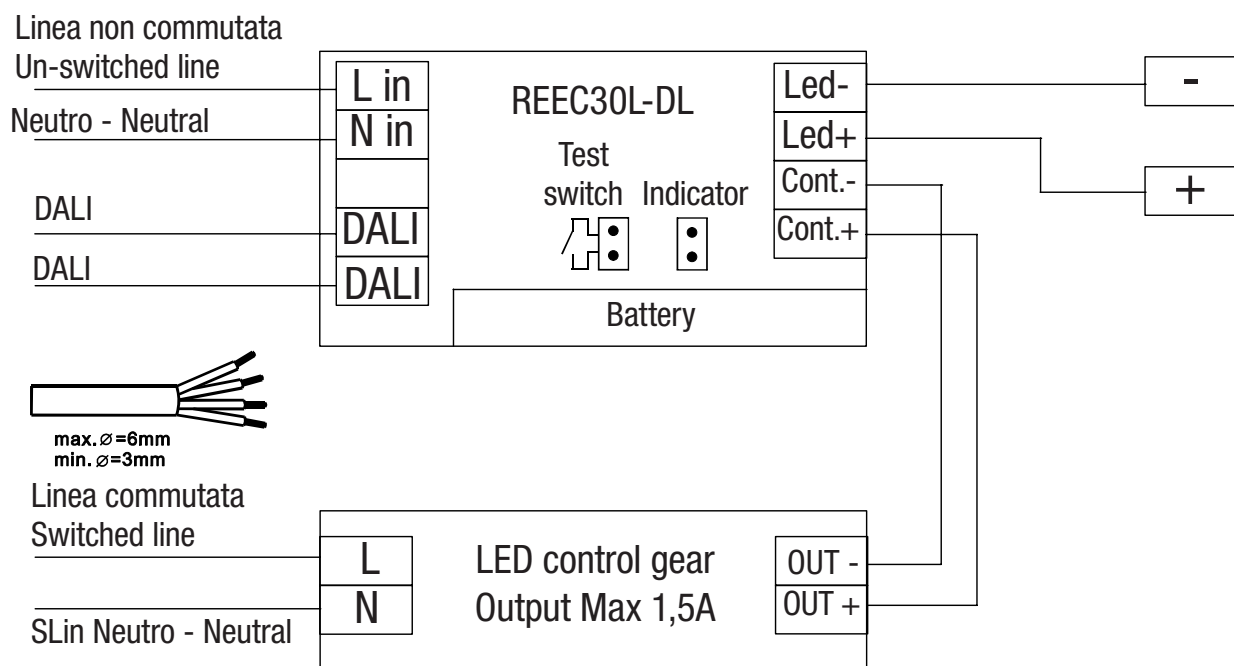 Linea non commutata
Un-switched line
Neutro - Neutral
DALI
DALI
L in
N in
DALI
DALI
REEC30L-DL
Test
switch
Indicator
Battery
Led-
Led+
Cont.-
Cont.+
-
+
max. ⌀=6mm
min. ⌀=3mm
Linea commutata
Switched line
SLin Neutro - Neutral
L
N
LED control gear
Output Max 1,5A
OUT -
OUT +